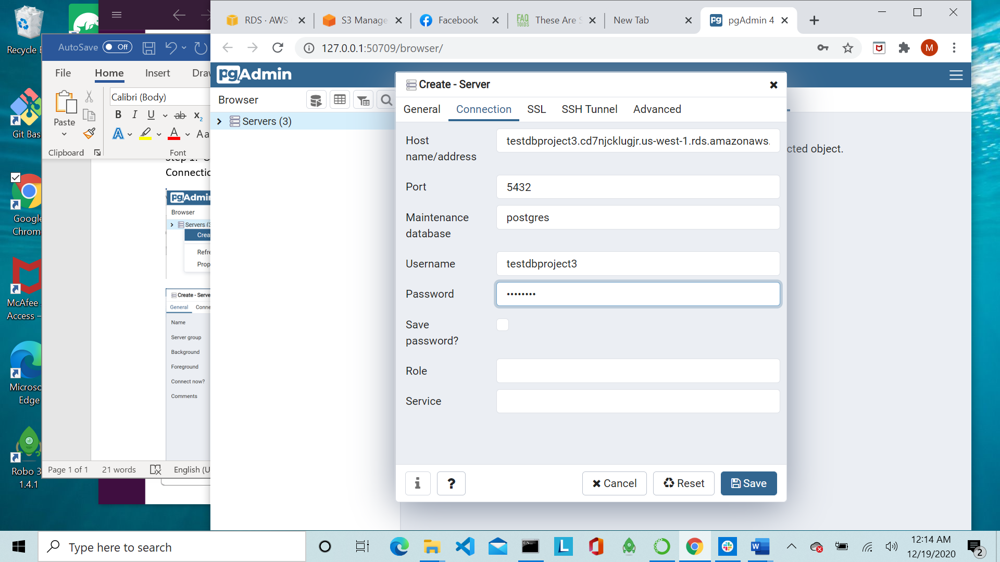 Recycle B
Git Bas
Google
Chrom
McAfee
Access –
Microsc
Edge
Robo 3
1.4.1
AutoSave Off
File Home Insert Drav
Paste
Calibri (Body)
B I U ab x2
A A Aa
Clipboard Font
Connectic
pgAdmin
Browser
Servers (3
Crea
Refre
Prop
Create - Serve
General Conne
Name
Server group
Background
Foreground
Connect now?
Comments
Page 1 of 1 21 words English (U
RDS · AWS S3 Manage Facebook FAQ TOIDS These Are S New Tab pg pgAdmin 4
127.0.0.1:50709/browser/ M
pgAdmin
Browser
Servers (3)
cted object.
Create - Server
General Connection SSL SSH Tunnel Advanced
Host
name/address
testdbproject3.cd7njcklugjr.us-west-1.rds.amazonaws.
Port 5432
Maintenance
database
postgres
Username testdbproject3
Password ••••••••
Save
password?
Role
Service
i ? Cancel Reset Save
Type here to search
12:14 AM
12/19/2020
2